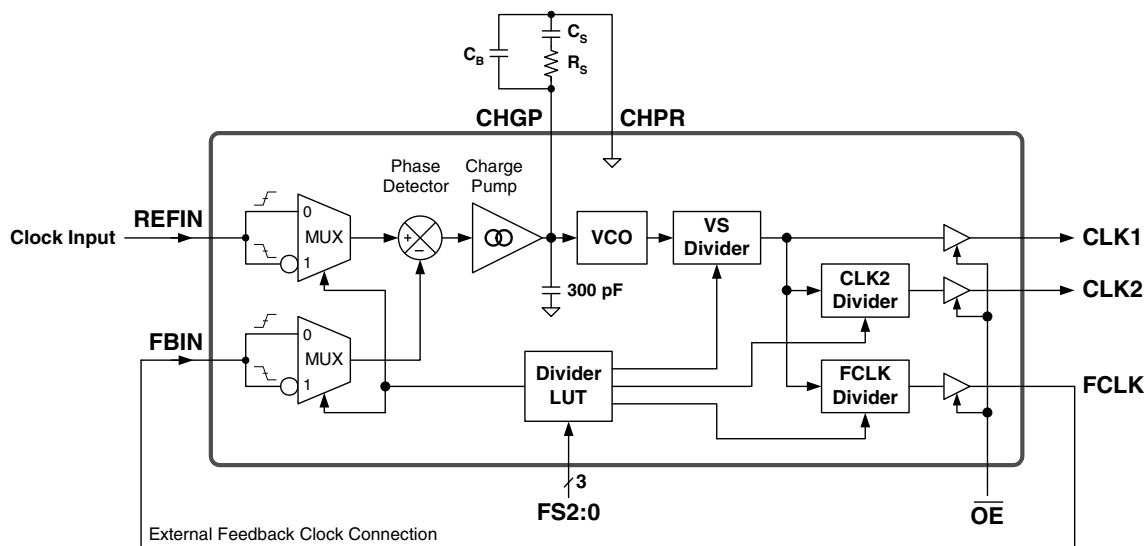 C_S
C_B
R_S
CHGP
CHPR
Phase
Detector
Charge
Pump
REFIN
Clock Input
0
MUX
1
+
−
VCO
VS
Divider
CLK1
300 pF
CLK2
Divider
CLK2
FBIN
0
MUX
1
Divider
LUT
FCLK
Divider
FCLK
3
FS2:0
OE
External Feedback Clock Connection